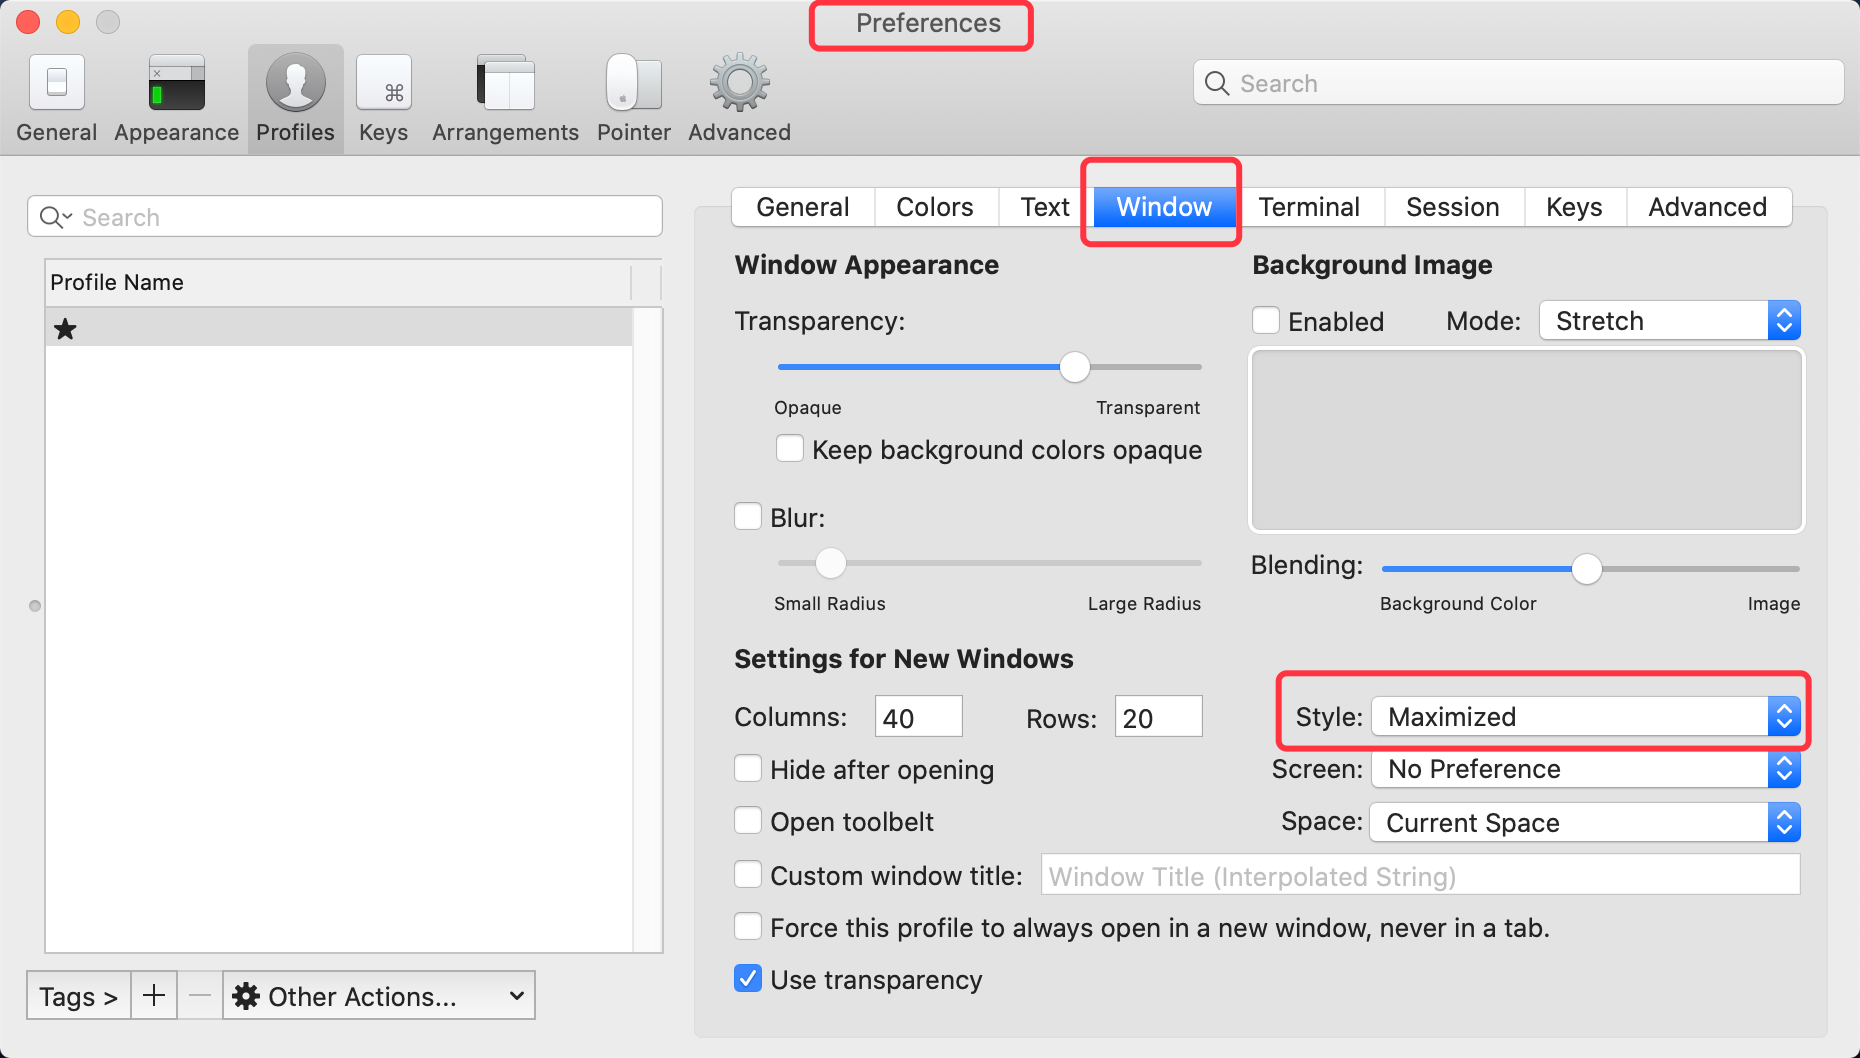 Preferences
General Appearance Profiles Keys Arrangements Pointer Advanced
Search
Search
Profile Name
General Colors Text Window Terminal Session Keys Advanced
Window Appearance
Transparency:
Opaque Transparent
Keep background colors opaque
Blur:
Small Radius Large Radius
Background Image
Enabled Mode: Stretch
Blending:
Background Color Image
Settings for New Windows
Columns: 40 Rows: 20 Style: Maximized
Hide after opening Screen: No Preference
Open toolbelt Space: Current Space
Custom window title: Window Title (Interpolated String)
Force this profile to always open in a new window, never in a tab.
Use transparency
Tags > + — Other Actions...